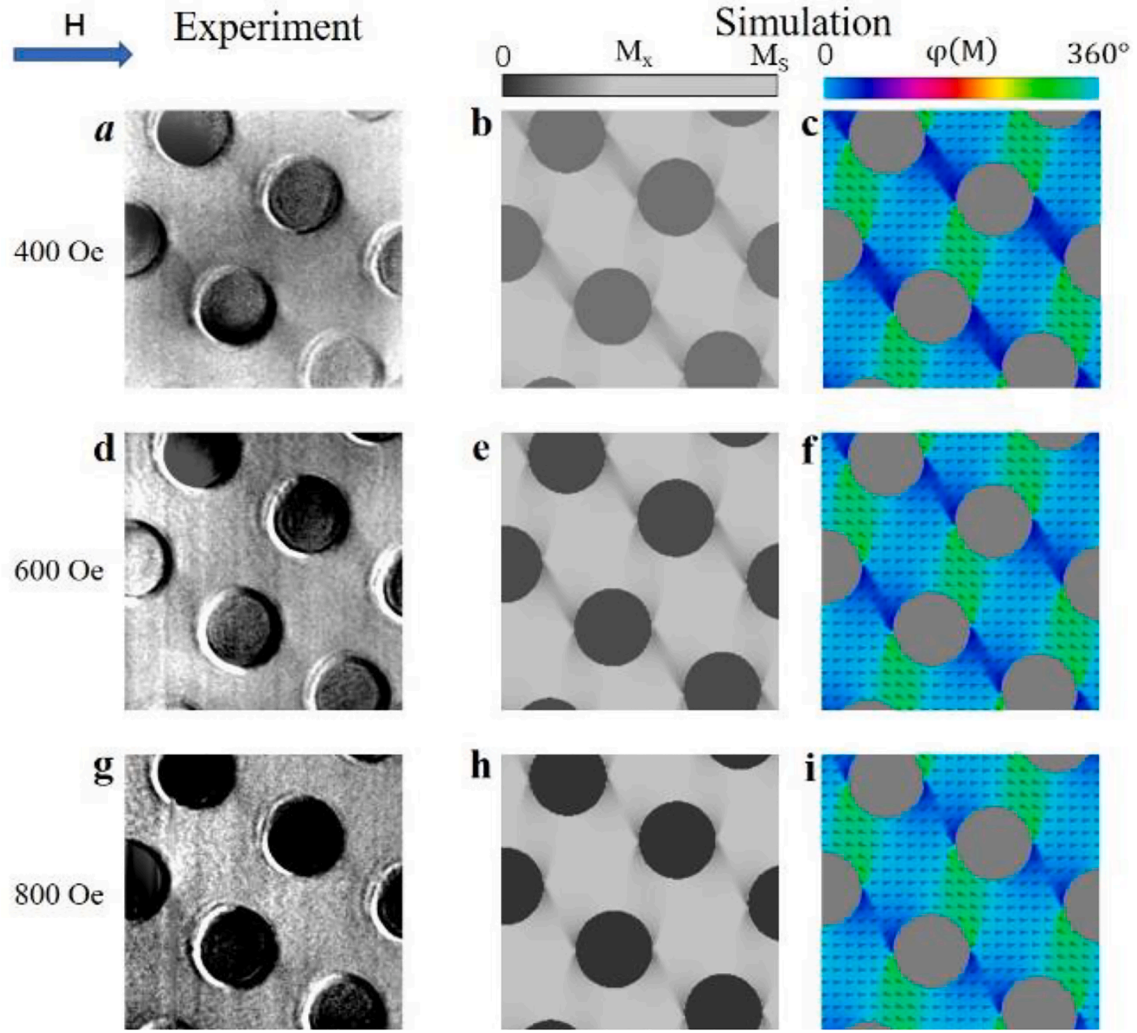 H Experiment Simulation
0 Mₓ Mₛ 0 φ(M) 360°
a b c
400 Oe
d e f
600 Oe
g h i
800 Oe